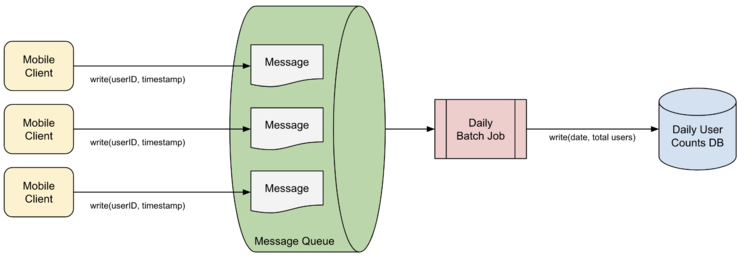 Mobile
Client
write(userID, timestamp)
Message
Mobile
Client
write(userID, timestamp)
Message
Mobile
Client
write(userID, timestamp)
Message
Message Queue
Daily
Batch Job
write(date, total users)
Daily User
Counts DB